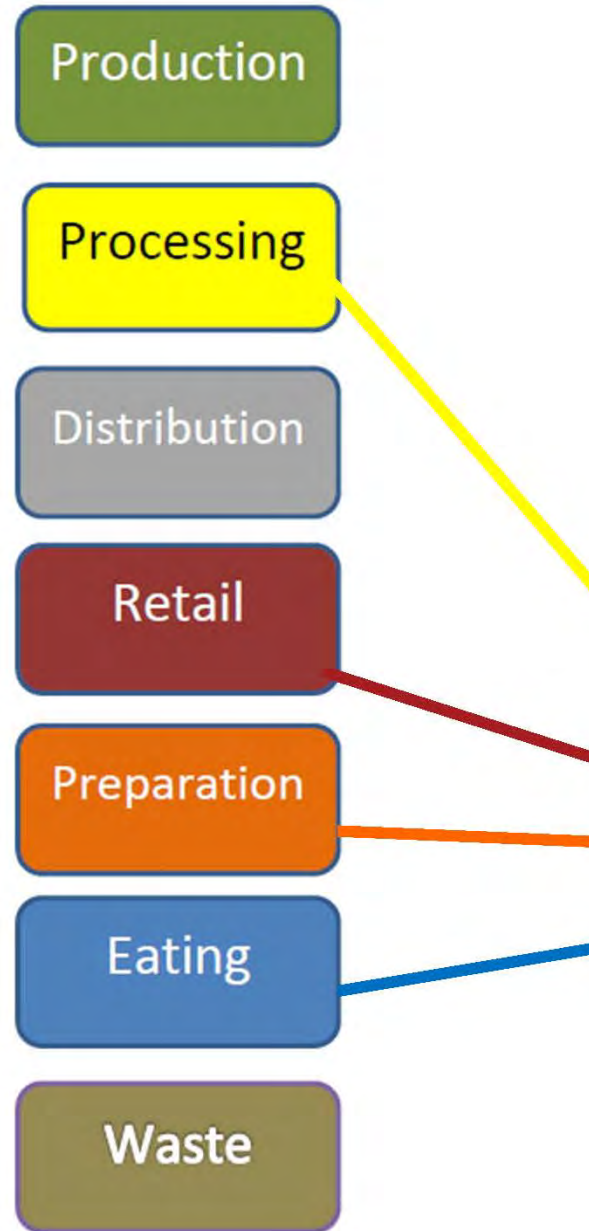 Production
Processing
Distribution
Retail
Preparation
Eating
Waste